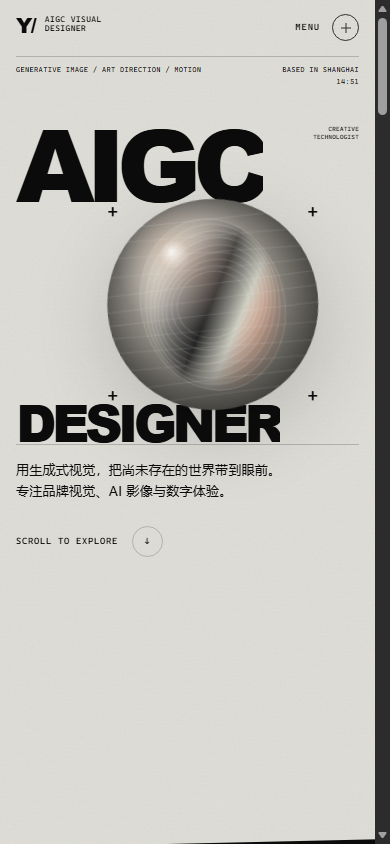 Y/ AIGC VISUAL
DESIGNER
MENU
GENERATIVE IMAGE / ART DIRECTION / MOTION
BASED IN SHANGHAI
14:51
AIGC
CREATIVE
TECHNOLOGIST
DESIGNER
用生成式视觉，把尚未存在的世界带到眼前。
专注品牌视觉、AI 影像与数字体验。
SCROLL TO EXPLORE